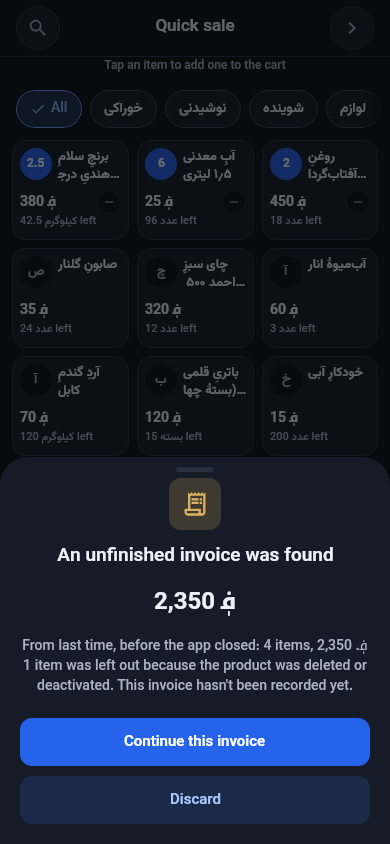 Quick sale
Tap an item to add one to the cart
All
خوراکی
نوشیدنی
شوینده
لوازم
2.5
برنج سلامِ
هندیِ درجـ...
380 ؋
42.5 کیلوگرم left
6
آب معدنی
۱٫۵ لیتری
25 ؋
96 عدد left
2
روغنِ
آفتاب‌گردا...
450 ؋
18 عدد left
ص
صابونِ گلنار
35 ؋
24 عدد left
چ
چای سبزِ
احمد ۵۰۰...
320 ؋
12 عدد left
آ
آب‌میوهٔ انار
60 ؋
3 عدد left
آ
آردِ گندمِ
کابل
70 ؋
120 کیلوگرم left
ب
باتریِ قلمی
(بستهٔ چها...
120 ؋
15 بسته left
خ
خودکارِ آبی
15 ؋
200 عدد left
An unfinished invoice was found
2,350 ؋
From last time, before the app closed: 4 items, 2,350 ؋.
1 item was left out because the product was deleted or
deactivated. This invoice hasn't been recorded yet.
Continue this invoice
Discard